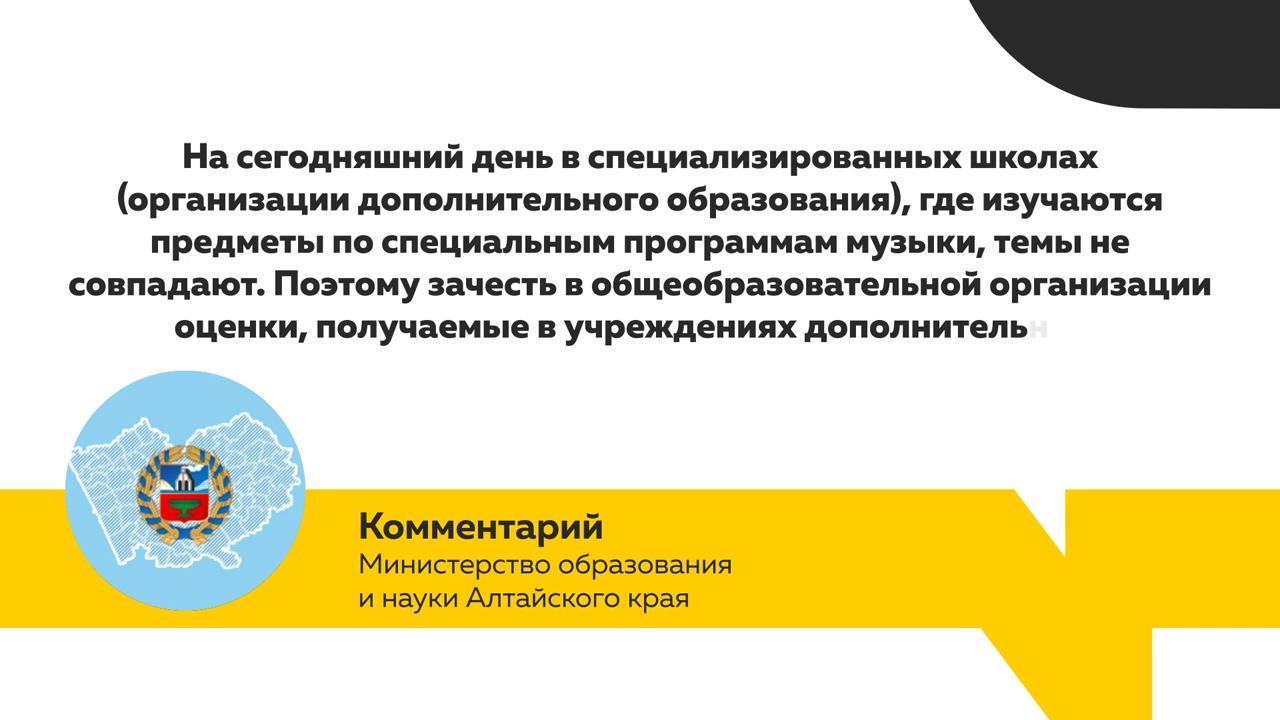 На сегодняшний день в специализированных школах
(организации дополнительного образования), где изучаются
предметы по специальным программам музыки, темы не
совпадают. Поэтому зачесть в общеобразовательной организации
оценки, получаемые в учреждениях дополнительн
Комментарий
Министерство образования
и науки Алтайского края